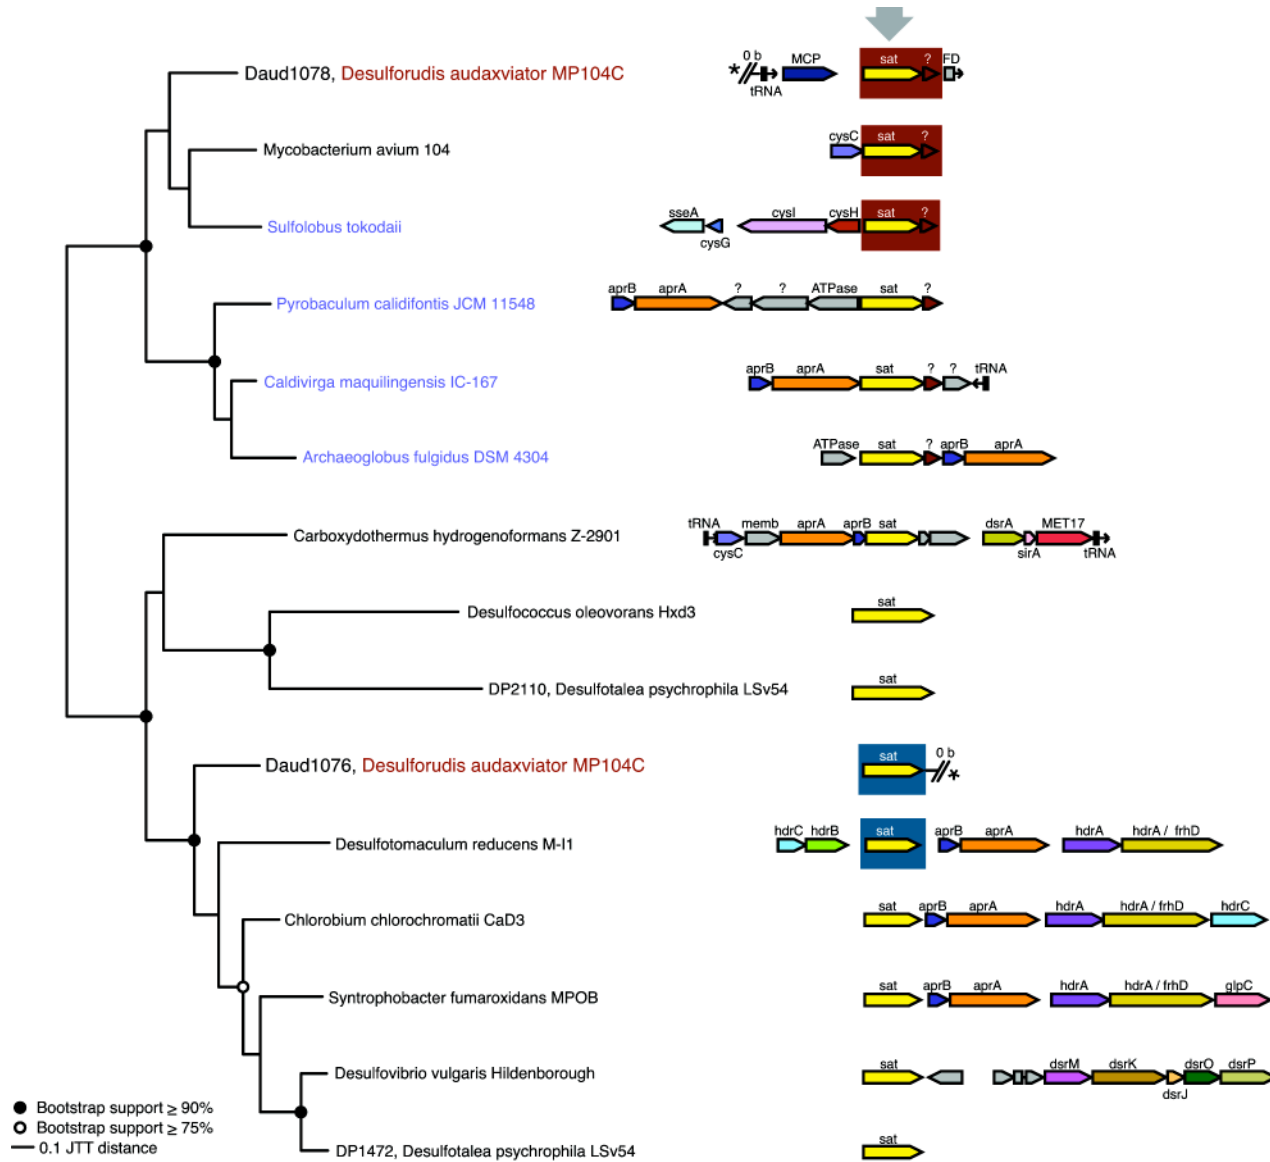 0 b MCP sat ? FD
Daud1078, Desulforudis audaxviator MP104C * tRNA
cysC sat ?
Mycobacterium avium 104
sseA cysI cysH sat ?
Sulfolobus tokodaii
cysG
aprB aprA ? ? ATPase sat ?
Pyrobaculum calidifontis JCM 11548
aprB aprA sat ? ? tRNA
Caldivirga maquilingensis IC-167
ATPase sat ? aprB aprA
Archaeoglobus fulgidus DSM 4304
tRNA memb aprA aprB sat dsrA MET17
Carboxydothermus hydrogenoformans Z-2901
cysC sirA tRNA
sat
Desulfococcus oleovorans Hxd3
sat
DP2110, Desulfotalea psychrophila LSv54
sat 0 b
Daud1076, Desulforudis audaxviator MP104C *
hdrC hdrB sat aprB aprA hdrA hdrA / frhD
Desulfotomaculum reducens M-I1
sat aprB aprA hdrA hdrA / frhD hdrC
Chlorobium chlorochromatii CaD3
sat aprB aprA hdrA hdrA / frhD glpC
Syntrophobacter fumaroxidans MPOB
sat dsrM dsrK dsrO dsrP
Desulfovibrio vulgaris Hildenborough
dsrJ
sat
DP1472, Desulfotalea psychrophila LSv54
Bootstrap support ≥ 90%
Bootstrap support ≥ 75%
0.1 JTT distance